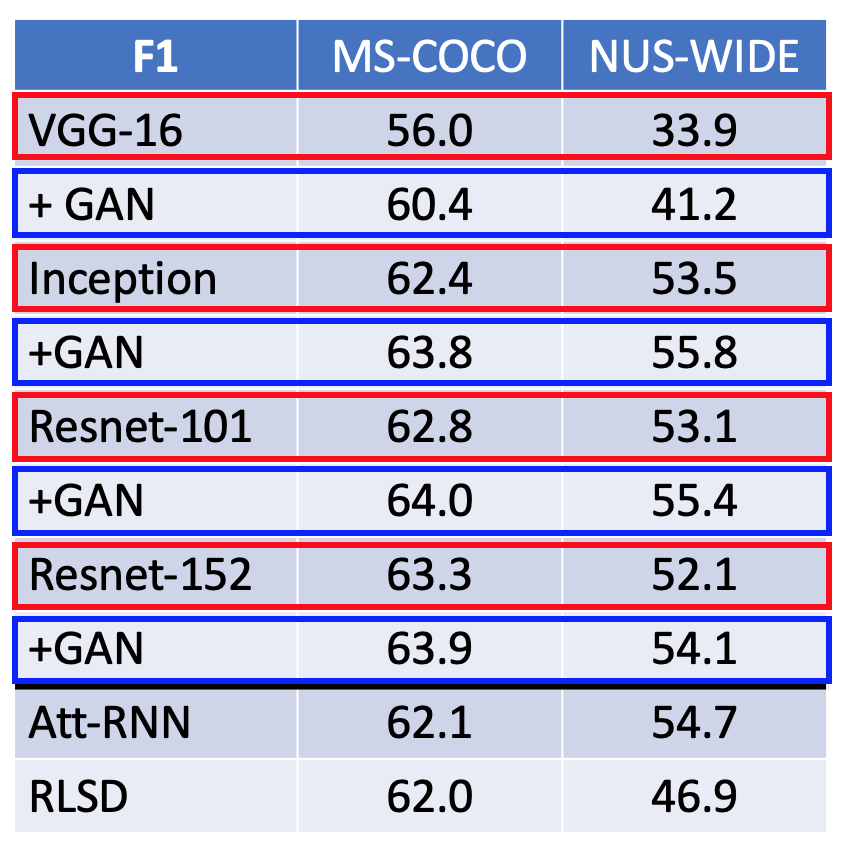 F1 MS-COCO NUS-WIDE
VGG-16 56.0 33.9
+ GAN 60.4 41.2
Inception 62.4 53.5
+GAN 63.8 55.8
Resnet-101 62.8 53.1
+GAN 64.0 55.4
Resnet-152 63.3 52.1
+GAN 63.9 54.1
Att-RNN 62.1 54.7
RLSD 62.0 46.9